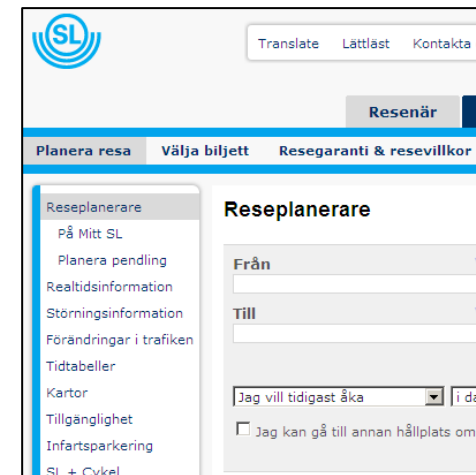 SL
Translate Lättläst Kontakta
Resenär
Planera resa Välja biljett Resegaranti & resevillkor
Reseplanerare
På Mitt SL
Planera pendling
Realtidsinformation
Störningsinformation
Förändringar i trafiken
Tidtabeller
Kartor
Tillgänglighet
Infartsparkering
SL + Cykel
Reseplanerare
Från
Till
Jag vill tidigast åka
Jag kan gå till annan hållplats om